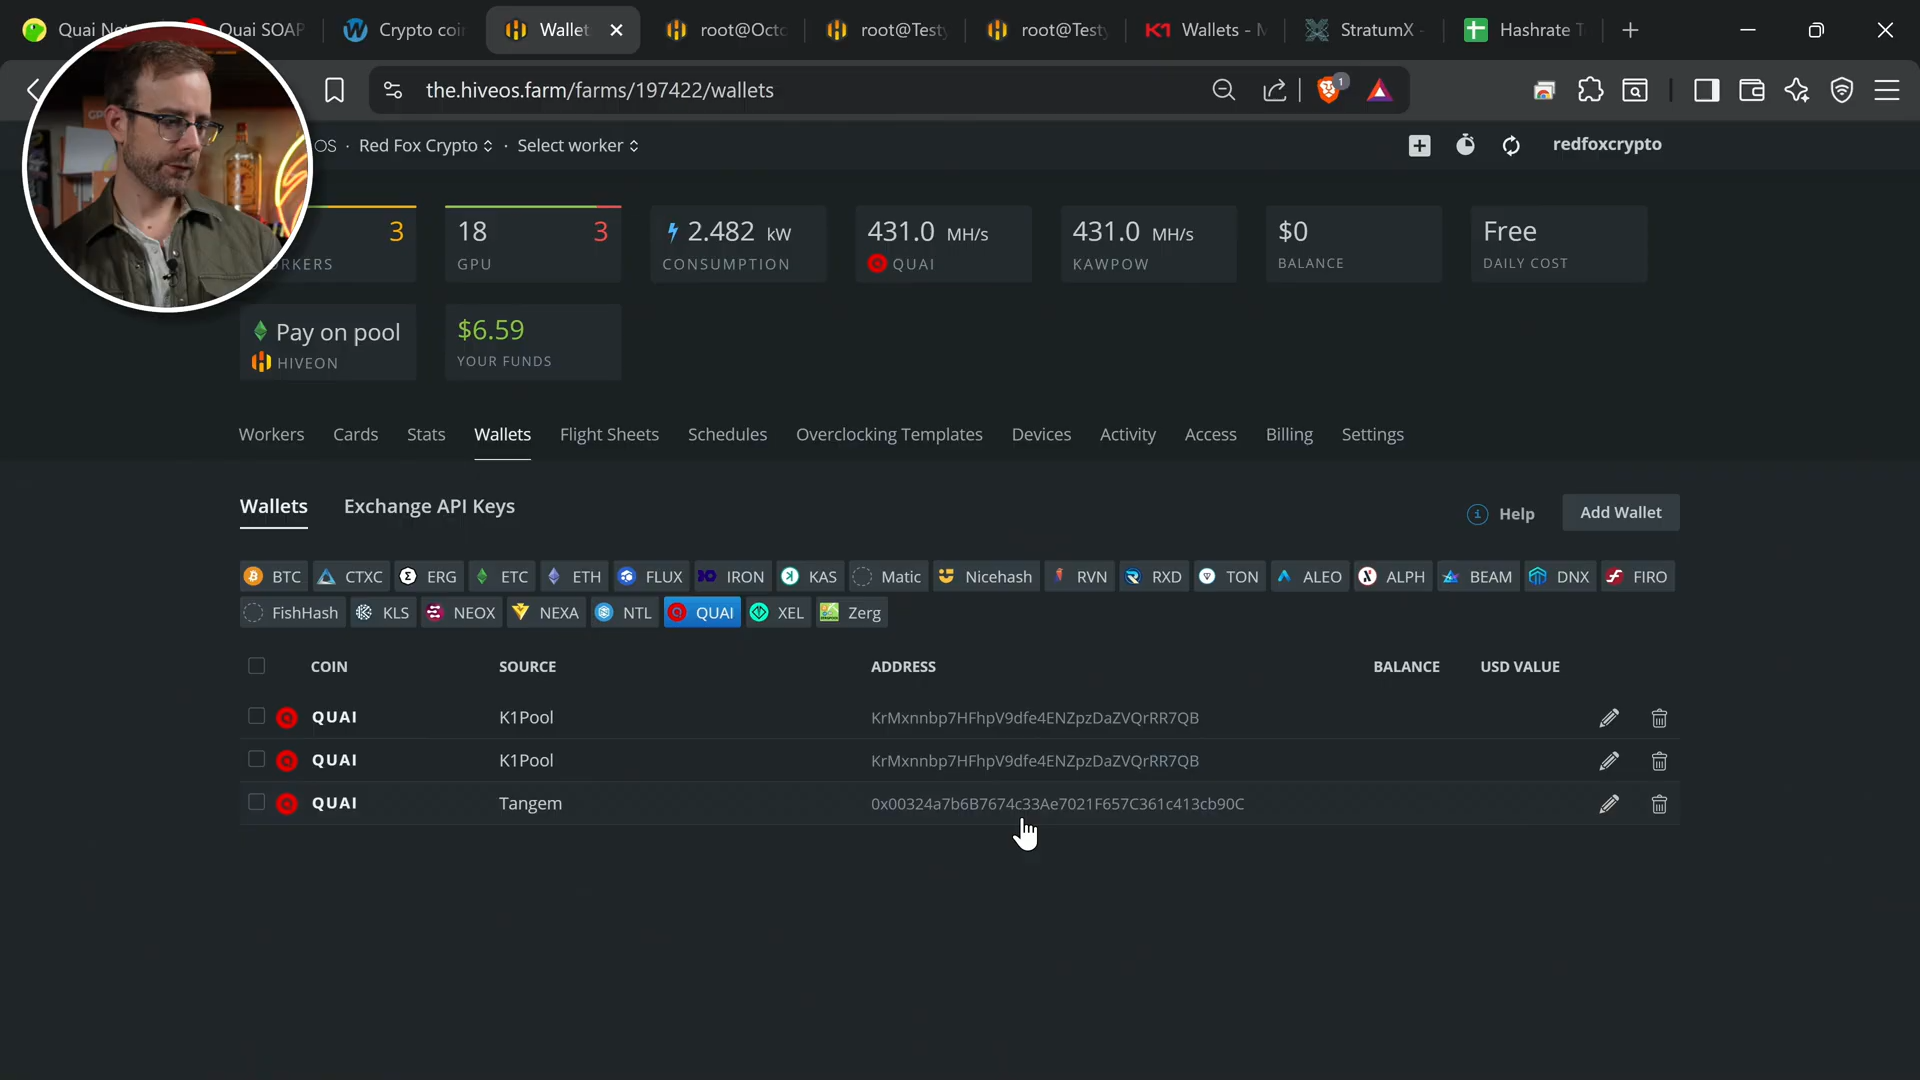 Quai Ne
Quai SOAP
Crypto coi
Wallet
root@Octo
root@Testy
root@Testy
K1 Wallets - M
StratumX -
Hashrate T
the.hiveos.farm/farms/197422/wallets
1
OS · Red Fox Crypto · Select worker
redfoxcrypto
3
RKERS
18 3
GPU
2.482 kW
CONSUMPTION
431.0 MH/s
QUAI
431.0 MH/s
KAWPOW
$0
BALANCE
Free
DAILY COST
Pay on pool
HIVEON
$6.59
YOUR FUNDS
Workers Cards Stats Wallets Flight Sheets Schedules Overclocking Templates Devices Activity Access Billing Settings
Wallets Exchange API Keys
Help
Add Wallet
BTC CTXC ERG ETC ETH FLUX IRON KAS Matic Nicehash RVN RXD TON ALEO ALPH BEAM DNX FIRO
FishHash KLS NEOX NEXA NTL QUAI XEL Zerg
COIN SOURCE ADDRESS BALANCE USD VALUE
QUAI K1Pool KrMxnnbp7HFhpV9dfe4ENZpzDaZVQrRR7QB
QUAI K1Pool KrMxnnbp7HFhpV9dfe4ENZpzDaZVQrRR7QB
QUAI Tangem 0x00324a7b6B7674c33Ae7021F657C361c413cb90C